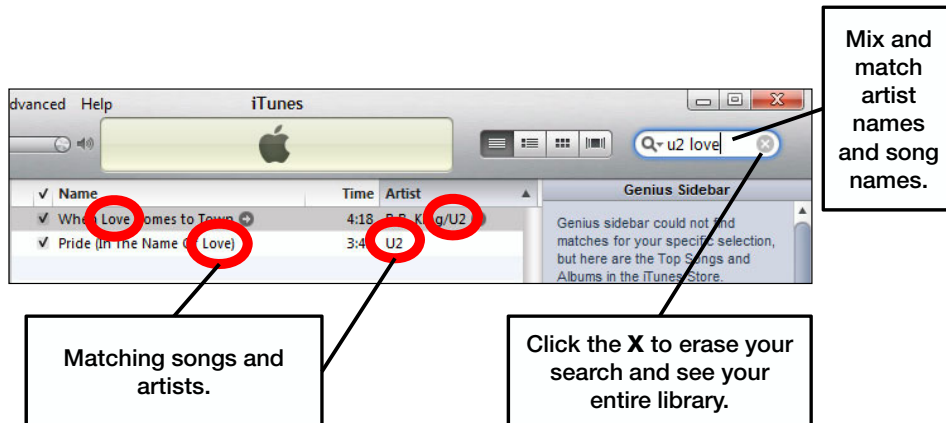 Mix and
match
artist
names
and song
names.
dvanced Help iTunes
u2 love
Name Time Artist Genius Sidebar
When Love Comes to Town 4:18 B.B. King/U2
Pride (In The Name Of Love) 3:4 U2
Genius sidebar could not find
matches for your specific selection,
but here are the Top Songs and
Albums in the iTunes Store.
Matching songs and
artists.
Click the X to erase your
search and see your
entire library.